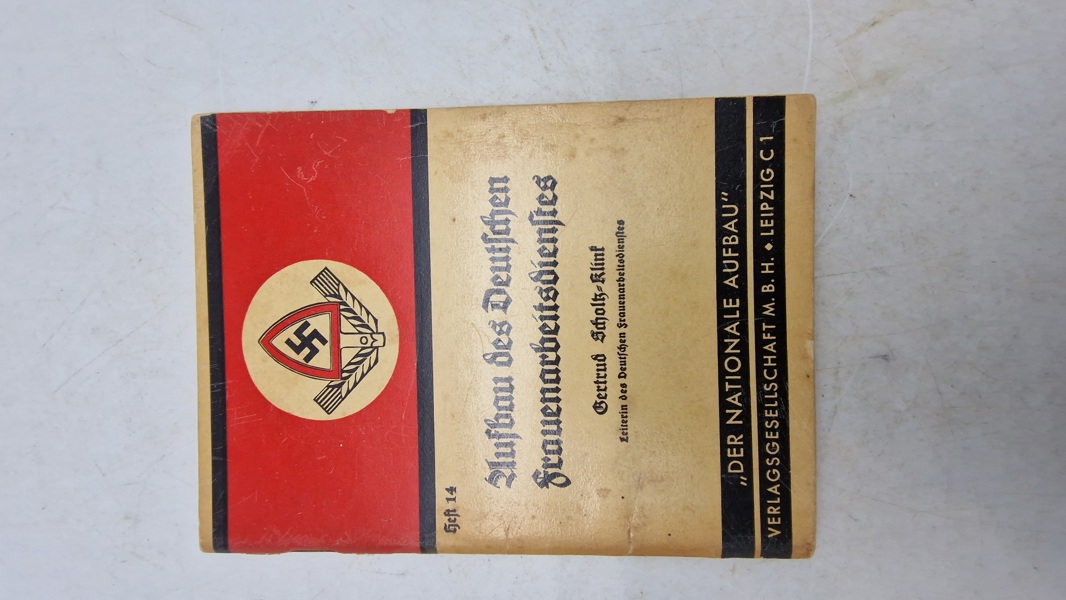 Heft 14
Aufbau des Deutschen
Frauenarbeitsdienstes
Gertrud Scholtz-Klink
Leiterin des Deutschen Frauenarbeitsdienstes
„DER NATIONALE AUFBAU“
VERLAGSGESELLSCHAFT M. B. H. ♦ LEIPZIG C 1